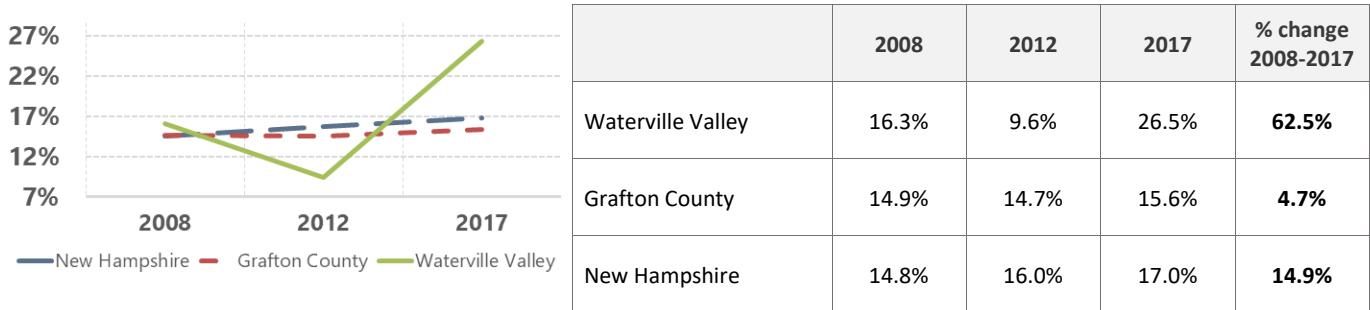 27%
22%
17%
12%
7%
2008 2012 2017
New Hampshire Grafton County Waterville Valley
2008 2012 2017 % change
2008-2017
Waterville Valley 16.3% 9.6% 26.5% 62.5%
Grafton County 14.9% 14.7% 15.6% 4.7%
New Hampshire 14.8% 16.0% 17.0% 14.9%